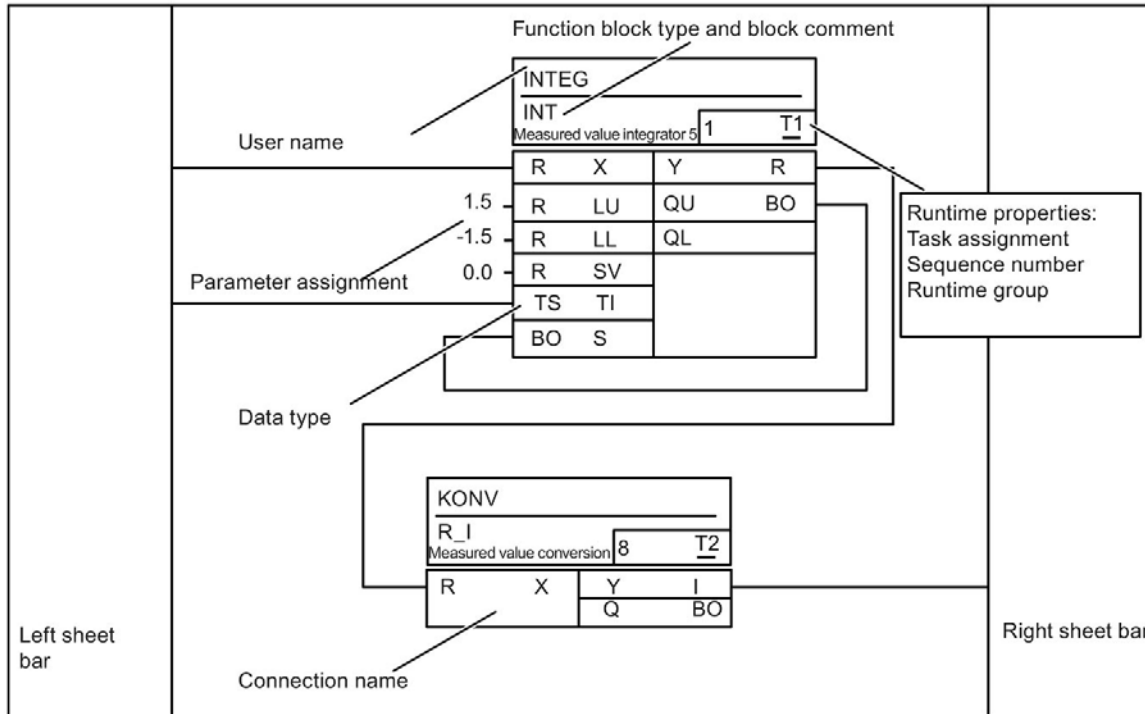 Function block type and block comment
INTEG
INT
Measured value integrator 5
1 T1
User name
R X Y R
1.5 R LU QU BO
-1.5 R LL QL
0.0 R SV
TS TI
BO S
Parameter assignment
Runtime properties:
Task assignment
Sequence number
Runtime group
Data type
KONV
R_I
Measured value conversion
8 T2
R X Y I
Q BO
Left sheet
bar
Right sheet bar
Connection name